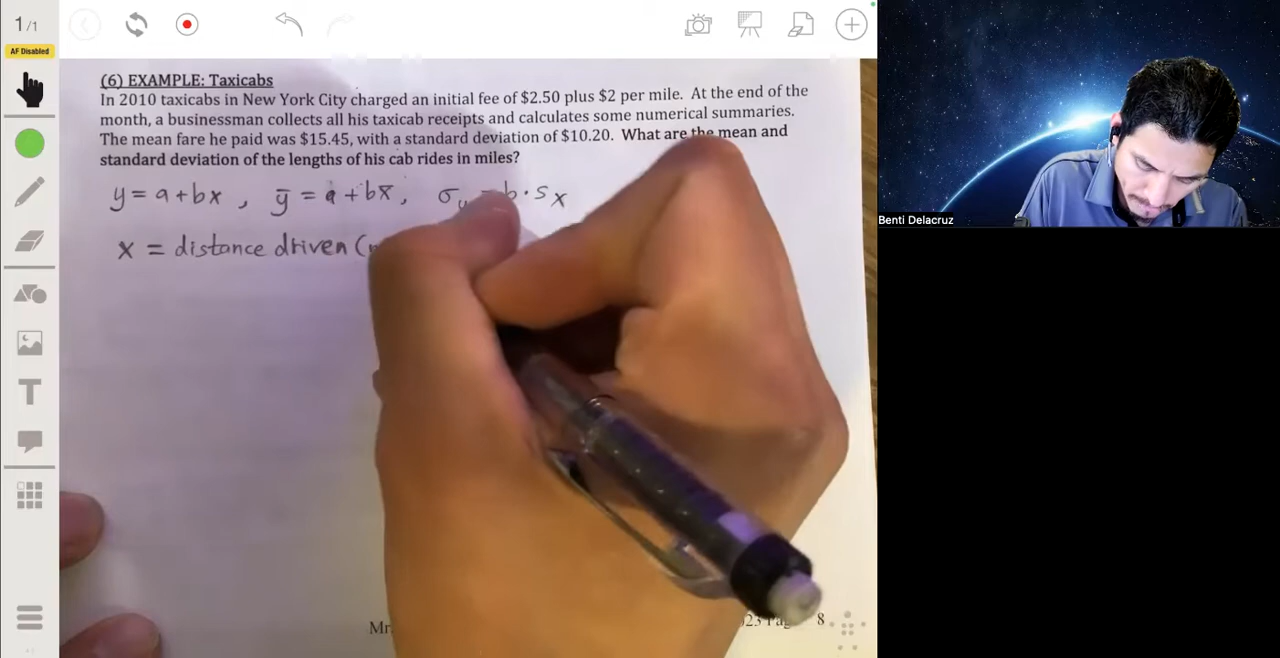 1/1
AF Disabled
(6) EXAMPLE: Taxicabs
In 2010 taxicabs in New York City charged an initial fee of $2.50 plus $2 per mile. At the end of the
month, a businessman collects all his taxicab receipts and calculates some numerical summaries.
The mean fare he paid was $15.45, with a standard deviation of $10.20. What are the mean and
standard deviation of the lengths of his cab rides in miles?
y = a + bx , ȳ = a + bx̄ , σy = b · sx
x = distance driven (
T
Benti Delacruz
8